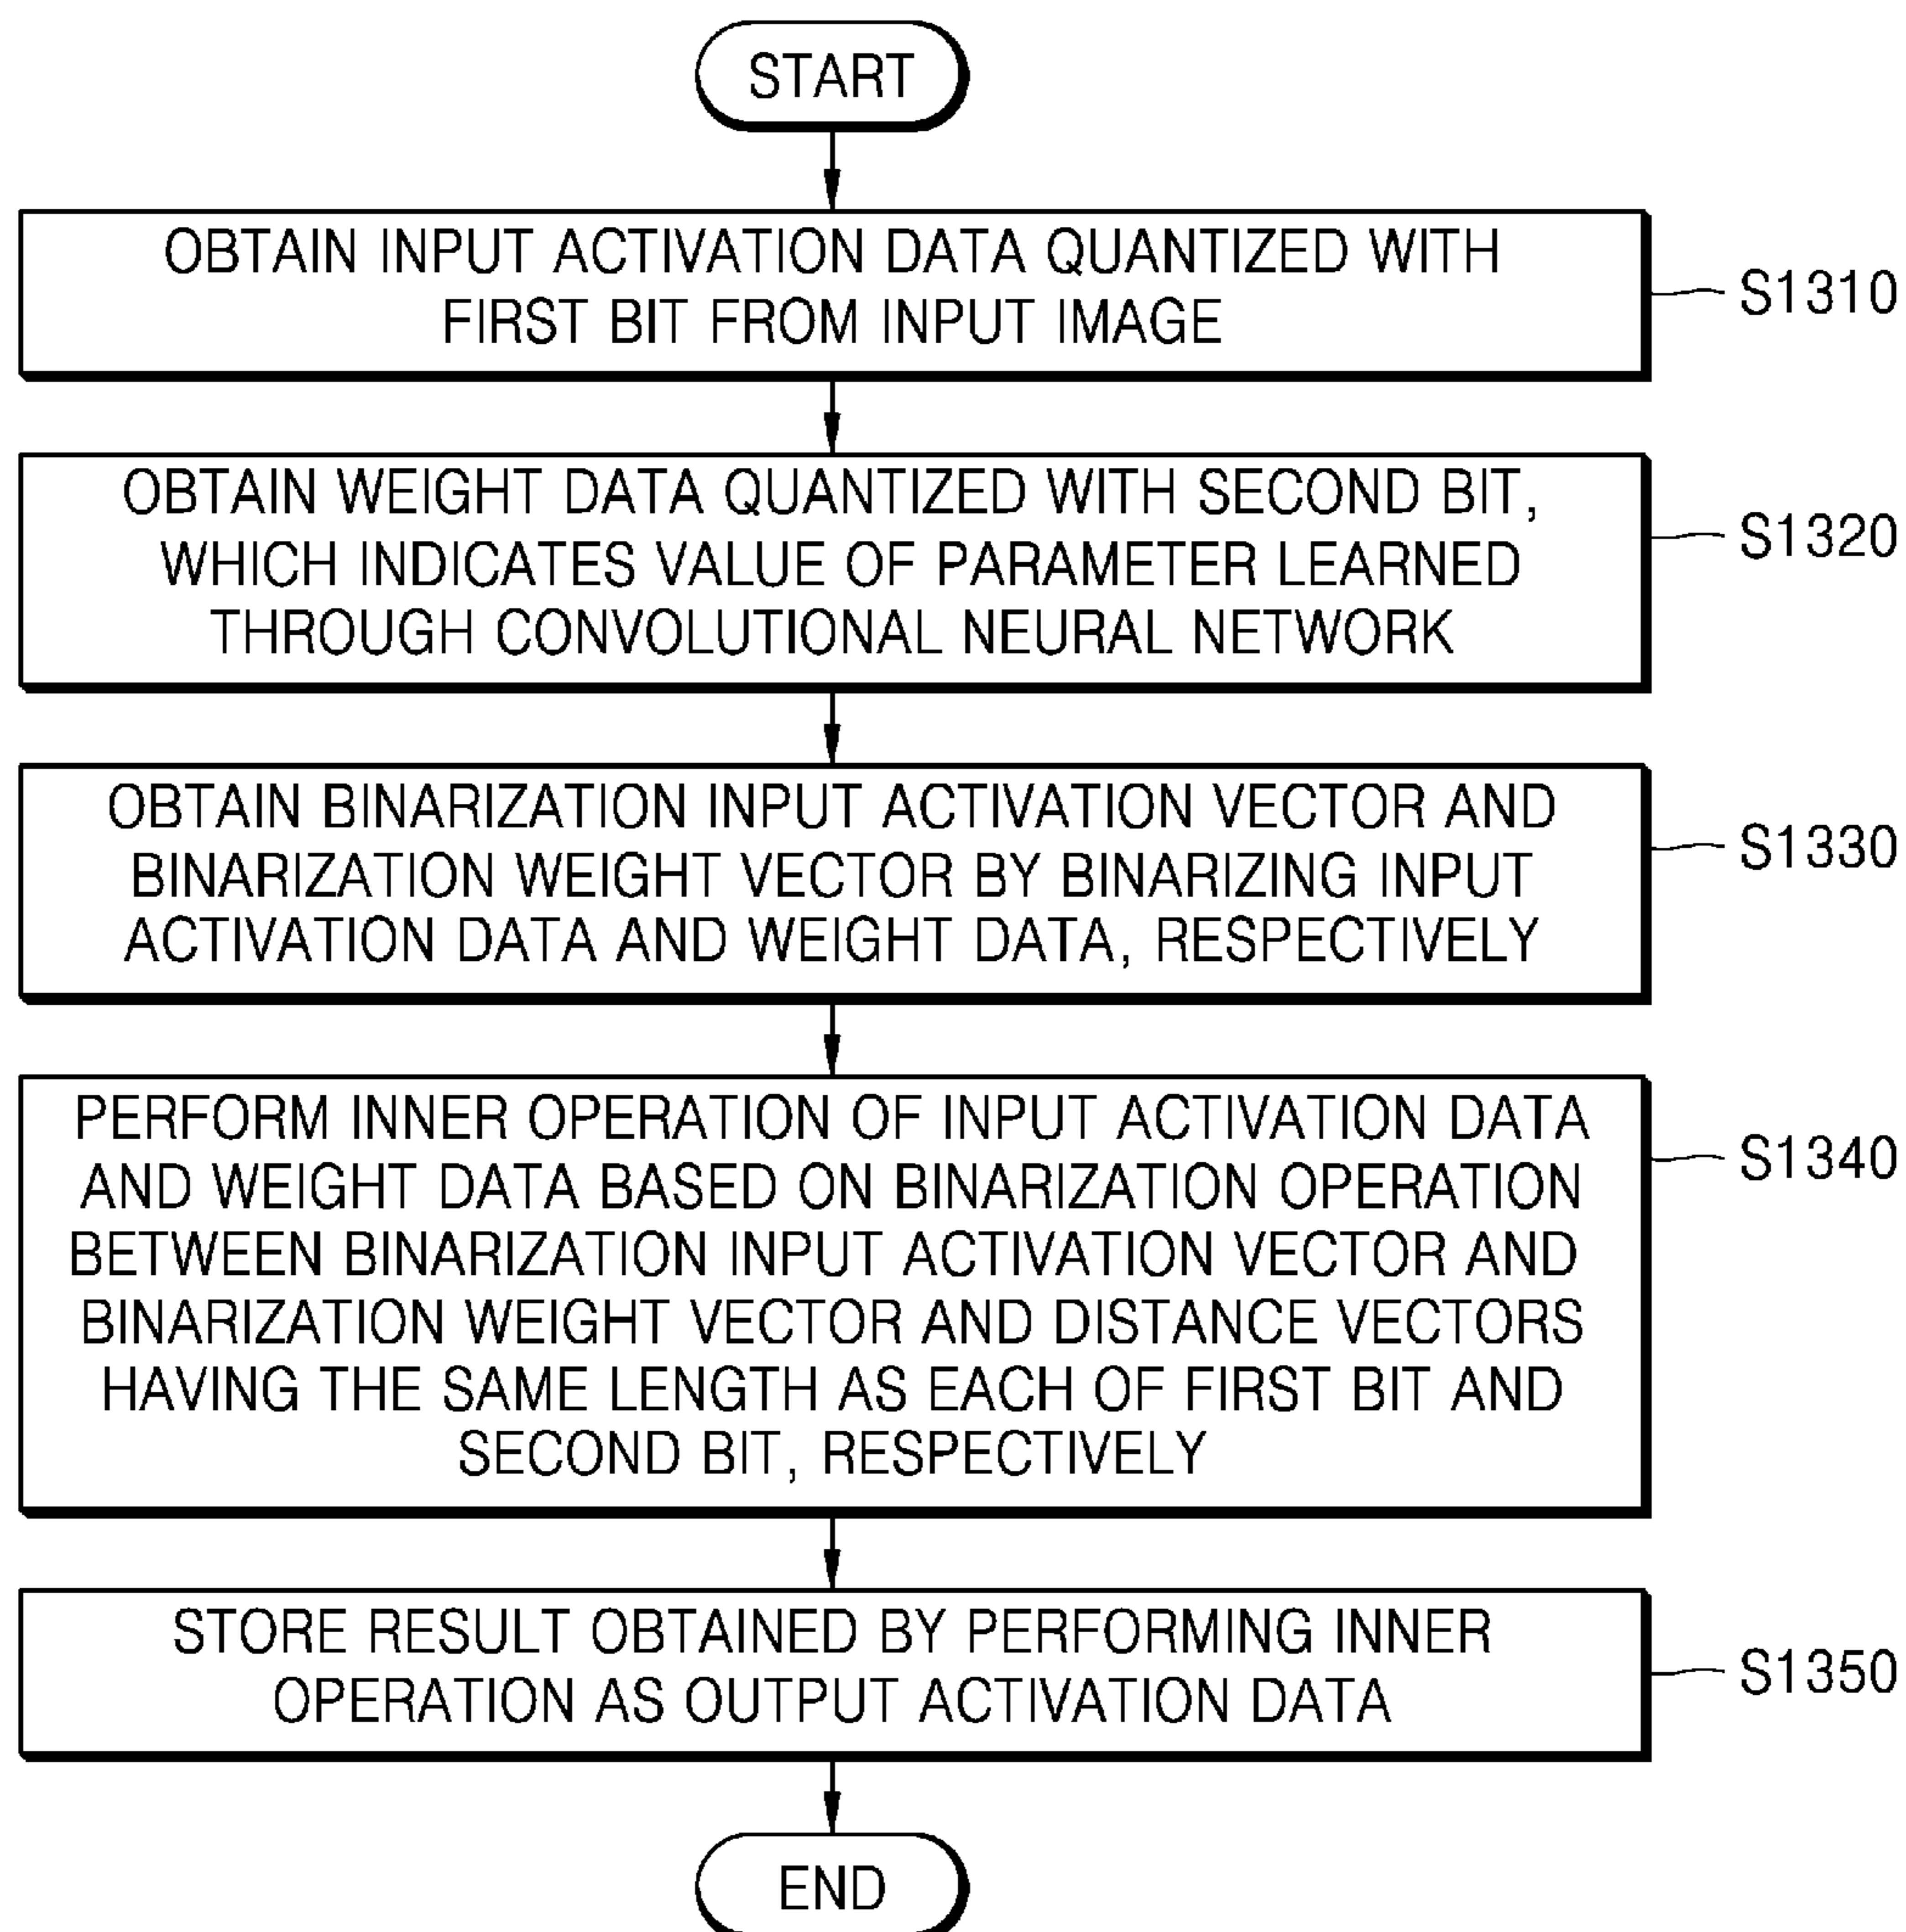 START
OBTAIN INPUT ACTIVATION DATA QUANTIZED WITH
FIRST BIT FROM INPUT IMAGE
S1310
OBTAIN WEIGHT DATA QUANTIZED WITH SECOND BIT,
WHICH INDICATES VALUE OF PARAMETER LEARNED
THROUGH CONVOLUTIONAL NEURAL NETWORK
S1320
OBTAIN BINARIZATION INPUT ACTIVATION VECTOR AND
BINARIZATION WEIGHT VECTOR BY BINARIZING INPUT
ACTIVATION DATA AND WEIGHT DATA, RESPECTIVELY
S1330
PERFORM INNER OPERATION OF INPUT ACTIVATION DATA
AND WEIGHT DATA BASED ON BINARIZATION OPERATION
BETWEEN BINARIZATION INPUT ACTIVATION VECTOR AND
BINARIZATION WEIGHT VECTOR AND DISTANCE VECTORS
HAVING THE SAME LENGTH AS EACH OF FIRST BIT AND
SECOND BIT, RESPECTIVELY
S1340
STORE RESULT OBTAINED BY PERFORMING INNER
OPERATION AS OUTPUT ACTIVATION DATA
S1350
END